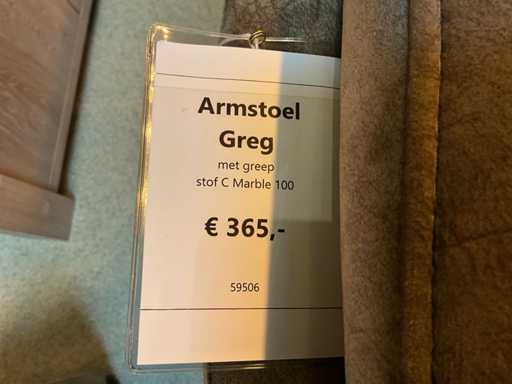 Armstoel
Greg
met greep
stof C Marble 100
€ 365,-
59506